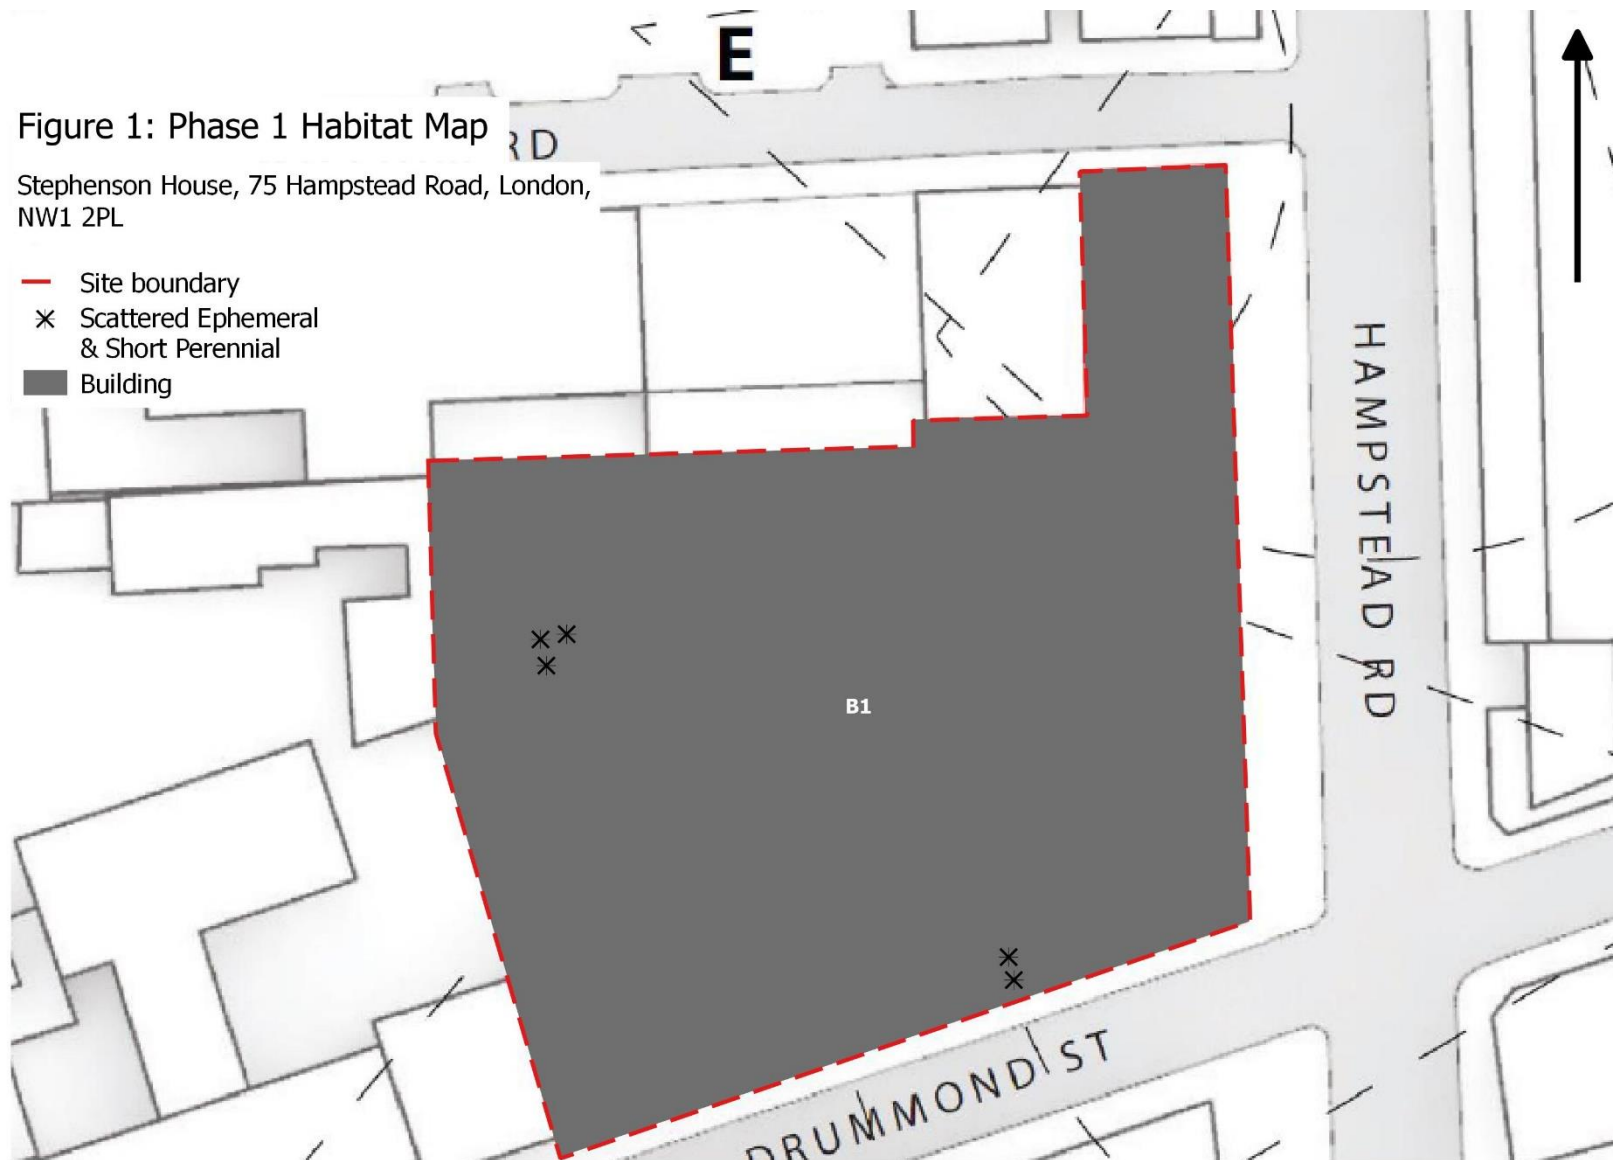 E
Figure 1: Phase 1 Habitat Map
RD
Stephenson House, 75 Hampstead Road, London,
NW1 2PL
Site boundary
Scattered Ephemeral
& Short Perennial
Building
HAMPSTEAD RD
B1
DRUMMOND ST